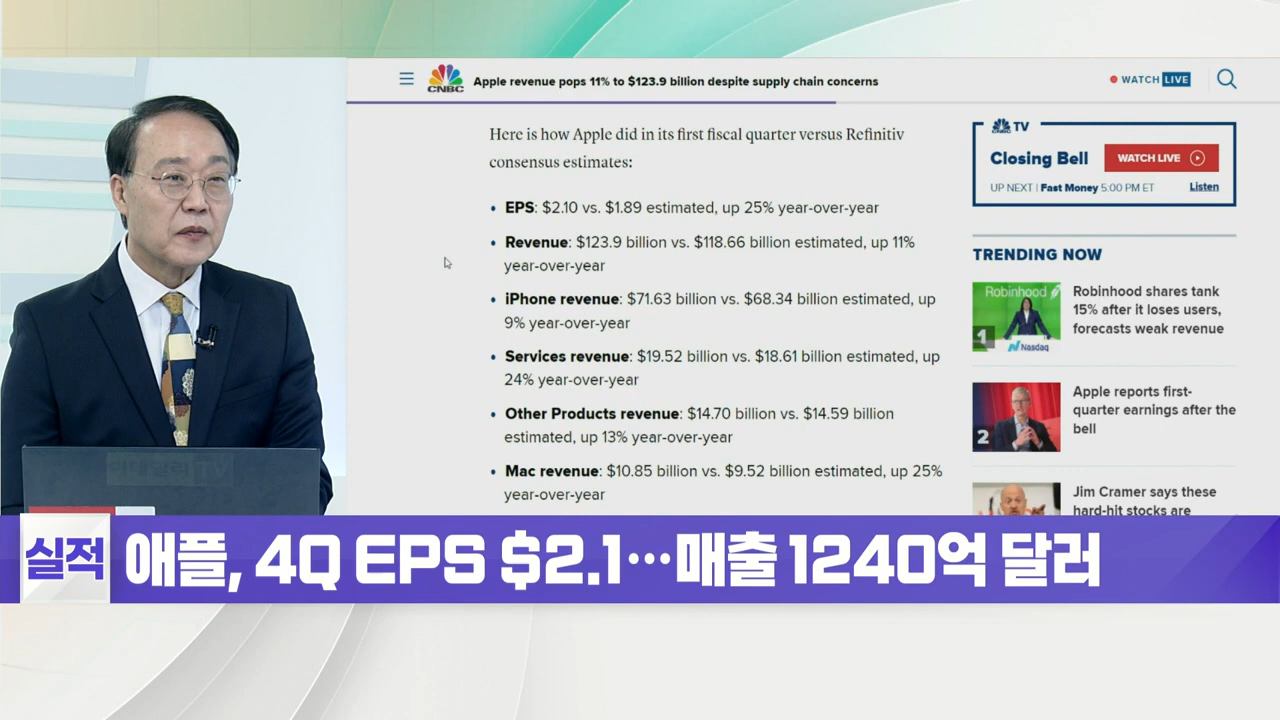 CNBC
Apple revenue pops 11% to $123.9 billion despite supply chain concerns
WATCH LIVE
Here is how Apple did in its first fiscal quarter versus Refinitiv
consensus estimates:
• EPS: $2.10 vs. $1.89 estimated, up 25% year-over-year
• Revenue: $123.9 billion vs. $118.66 billion estimated, up 11%
year-over-year
• iPhone revenue: $71.63 billion vs. $68.34 billion estimated, up
9% year-over-year
• Services revenue: $19.52 billion vs. $18.61 billion estimated, up
24% year-over-year
• Other Products revenue: $14.70 billion vs. $14.59 billion
estimated, up 13% year-over-year
• Mac revenue: $10.85 billion vs. $9.52 billion estimated, up 25%
year-over-year
TV
Closing Bell
WATCH LIVE
UP NEXT | Fast Money 5:00 PM ET
Listen
TRENDING NOW
Robinhood
Nasdaq
1
Robinhood shares tank
15% after it loses users,
forecasts weak revenue
2
Apple reports first-
quarter earnings after the
bell
Jim Cramer says these
hard-hit stocks are
실적
애플, 4Q EPS $2.1…매출 1240억 달러